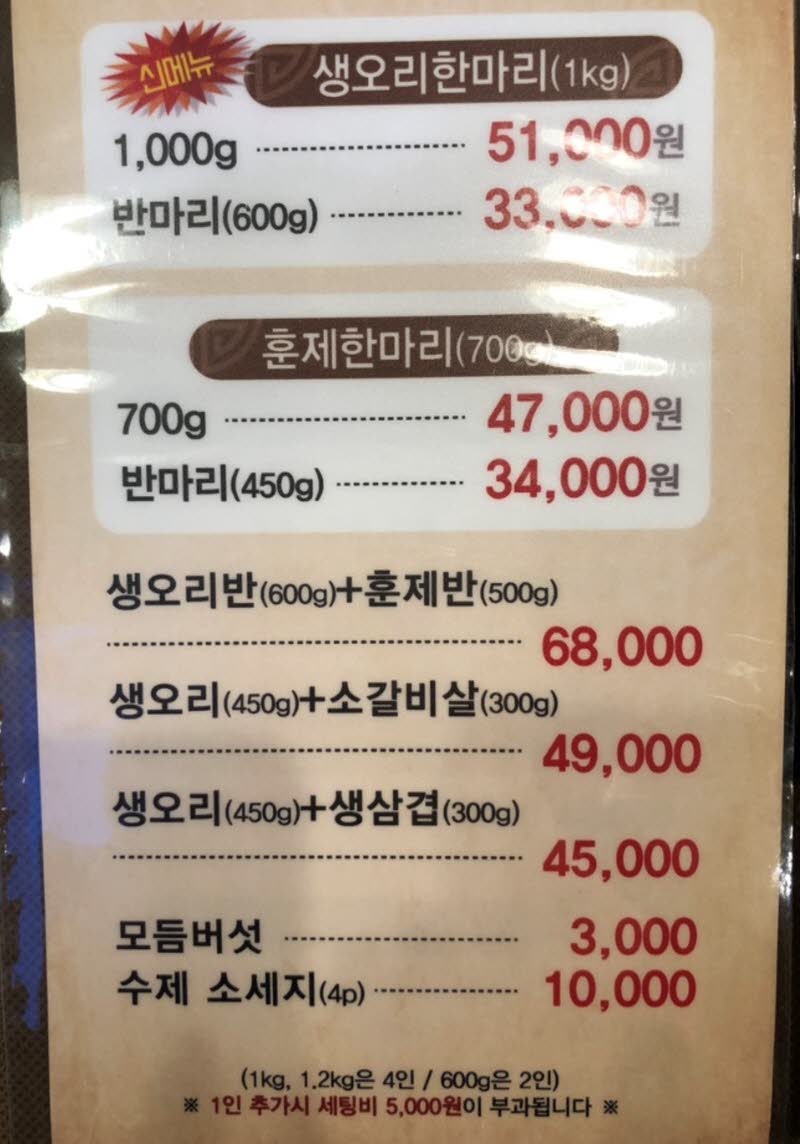 신메뉴
생오리한마리(1kg)
1,000g 51,000원
반마리(600g) 33,000원
훈제한마리(700g)
700g 47,000원
반마리(450g) 34,000원
생오리반(600g)+훈제반(500g)
68,000
생오리(450g)+소갈비살(300g)
49,000
생오리(450g)+생삼겹(300g)
45,000
모듬버섯 3,000
수제 소세지(4p) 10,000
(1kg, 1.2kg은 4인 / 600g은 2인)
※ 1인 추가시 세팅비 5,000원이 부과됩니다 ※